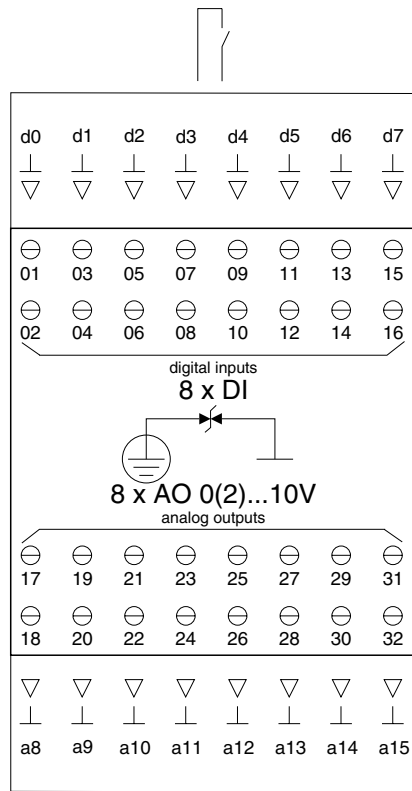 d0 d1 d2 d3 d4 d5 d6 d7
01 03 05 07 09 11 13 15
02 04 06 08 10 12 14 16
digital inputs
8 x DI
8 x AO 0(2)...10V
analog outputs
17 19 21 23 25 27 29 31
18 20 22 24 26 28 30 32
a8 a9 a10 a11 a12 a13 a14 a15